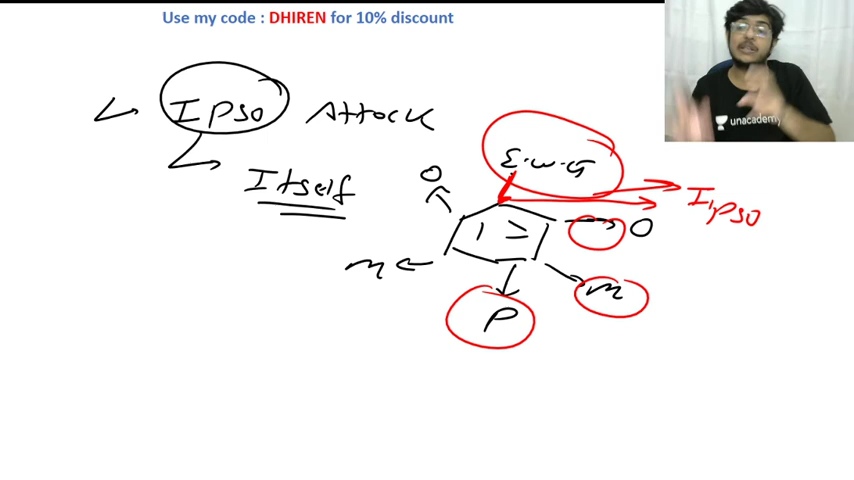 Use my code : DHIREN for 10% discount
unacademy
Ipso Attack
Itself
E.W.G
Ipso
O
O
m
m
P